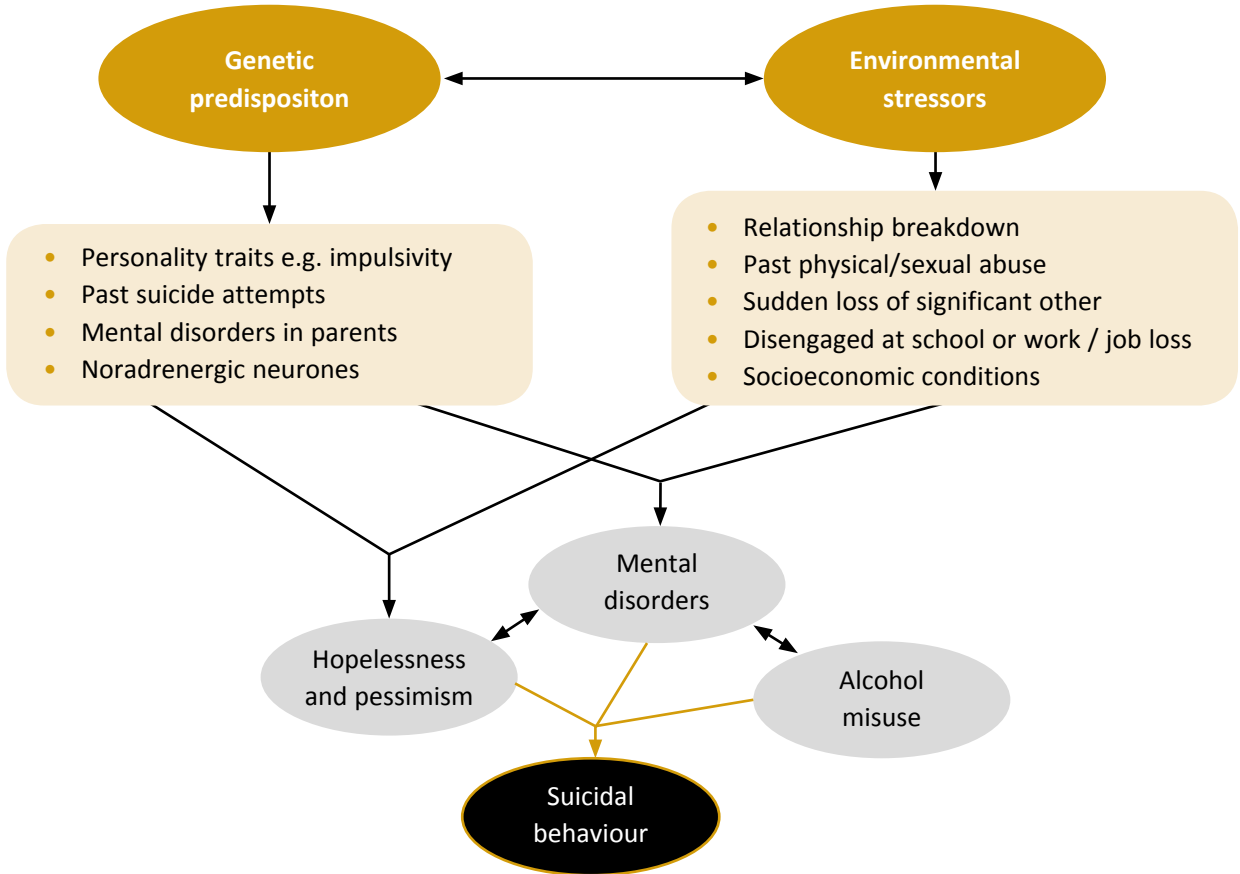 Genetic
predispositon
Environmental
stressors
• Personality traits e.g. impulsivity
• Past suicide attempts
• Mental disorders in parents
• Noradrenergic neurones
• Relationship breakdown
• Past physical/sexual abuse
• Sudden loss of significant other
• Disengaged at school or work / job loss
• Socioeconomic conditions
Mental
disorders
Hopelessness
and pessimism
Alcohol
misuse
Suicidal
behaviour